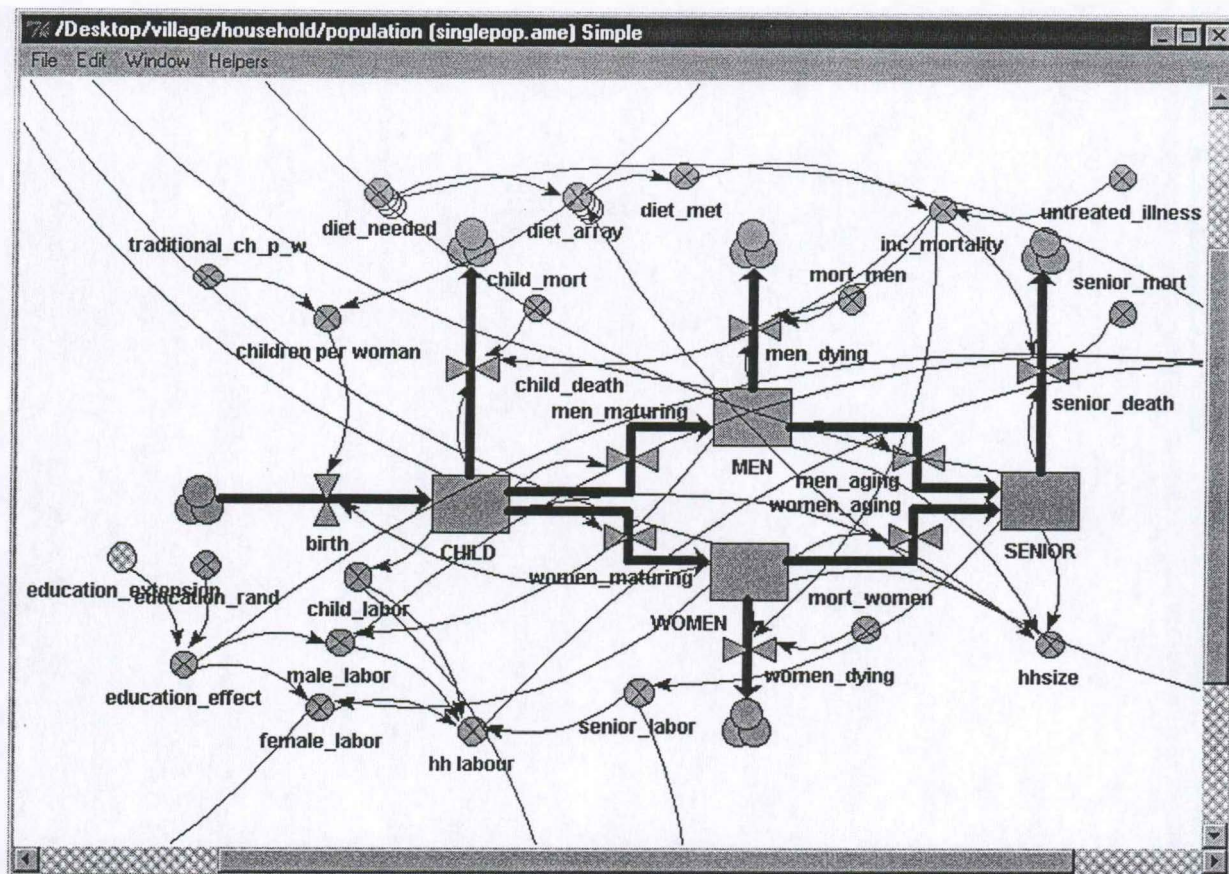 /Desktop/village/household/population (singlepop.ame) Simple
File Edit Window Helpers
diet_needed
diet_array
diet_met
inc_mortality
untreated_illness
traditional_ch_p_w
child_mort
mort_men
senior_mort
children per woman
men_dying
child_death
senior_death
men_maturing
MEN
men_aging
women_aging
birth
CHILD
SENIOR
women_maturing
education_extension
education_rand
child_labor
mort_women
WOMEN
male_labor
education_effect
women_dying
hhsize
female_labor
senior_labor
hh labour